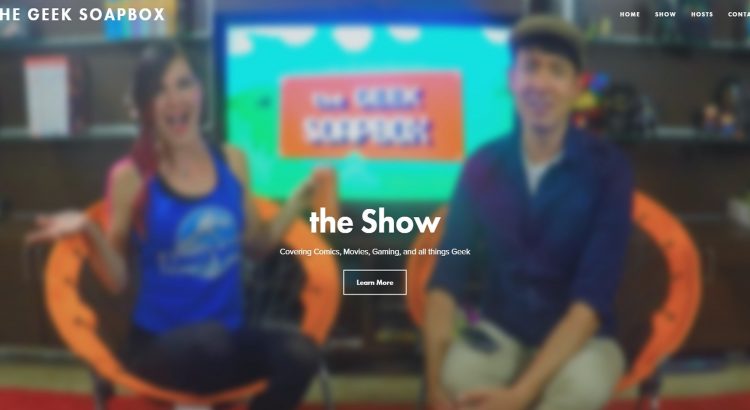 HE GEEK SOAPBOX
HOME SHOW HOSTS CONTA
the GEEK
SOAPBOX
the Show
Covering Comics, Movies, Gaming, and all things Geek
Learn More